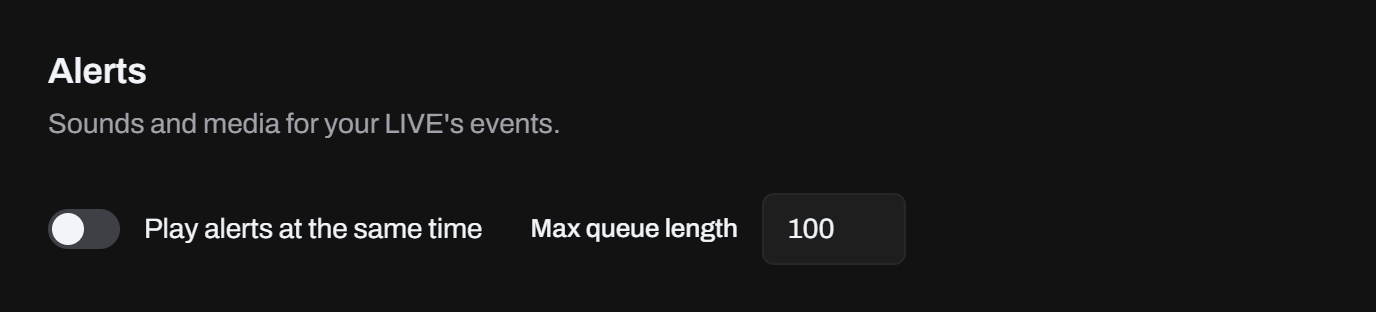 Alerts
Sounds and media for your LIVE's events.
Play alerts at the same time Max queue length 100